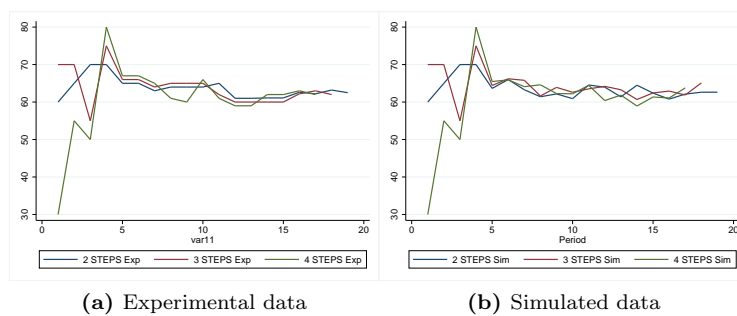 80 80
70 70
60 60
50 50
40 40
30 30
0 5 10 15 20 0 5 10 15 20
var11 Period
2 STEPS Exp 3 STEPS Exp 4 STEPS Exp 2 STEPS Sim 3 STEPS Sim 4 STEPS Sim
(a) Experimental data (b) Simulated data